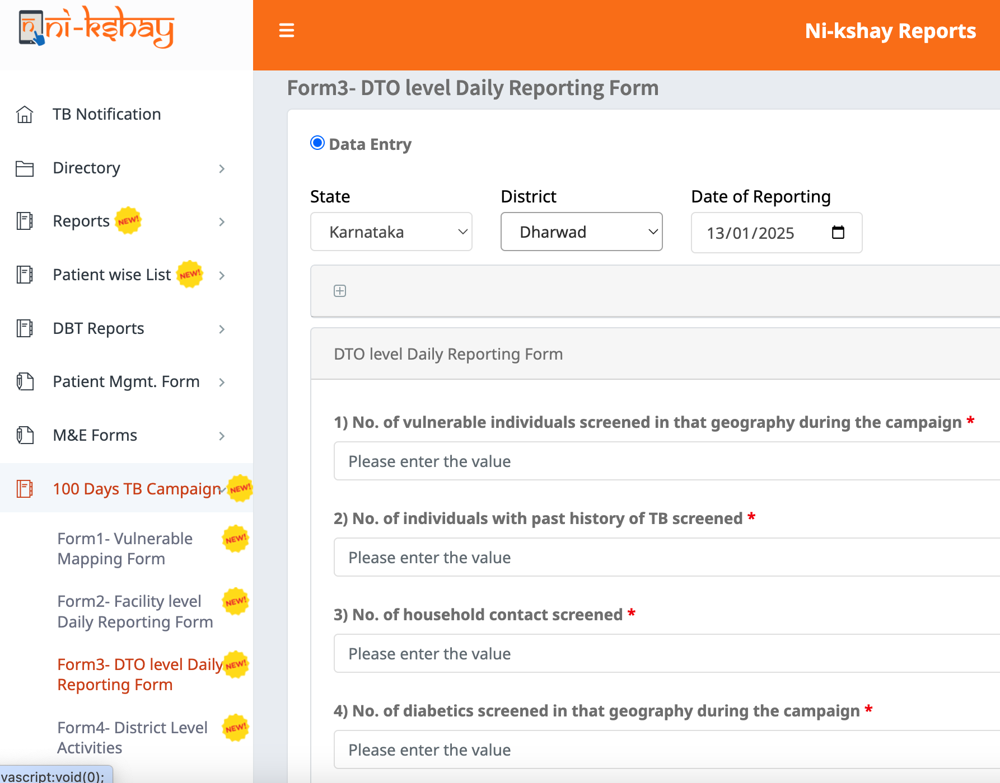 ni-kshay
Ni-kshay Reports
TB Notification
Directory
Reports NEW!
Patient wise List NEW!
DBT Reports
Patient Mgmt. Form
M&E Forms
100 Days TB Campaign NEW!
Form1- Vulnerable NEW!
Mapping Form
Form2- Facility level NEW!
Daily Reporting Form
Form3- DTO level Daily NEW!
Reporting Form
Form4- District Level NEW!
Activities
vascript:void(0);
Form3- DTO level Daily Reporting Form
Data Entry
State District Date of Reporting
Karnataka Dharwad 13/01/2025
DTO level Daily Reporting Form
1) No. of vulnerable individuals screened in that geography during the campaign *
Please enter the value
2) No. of individuals with past history of TB screened *
Please enter the value
3) No. of household contact screened *
Please enter the value
4) No. of diabetics screened in that geography during the campaign *
Please enter the value